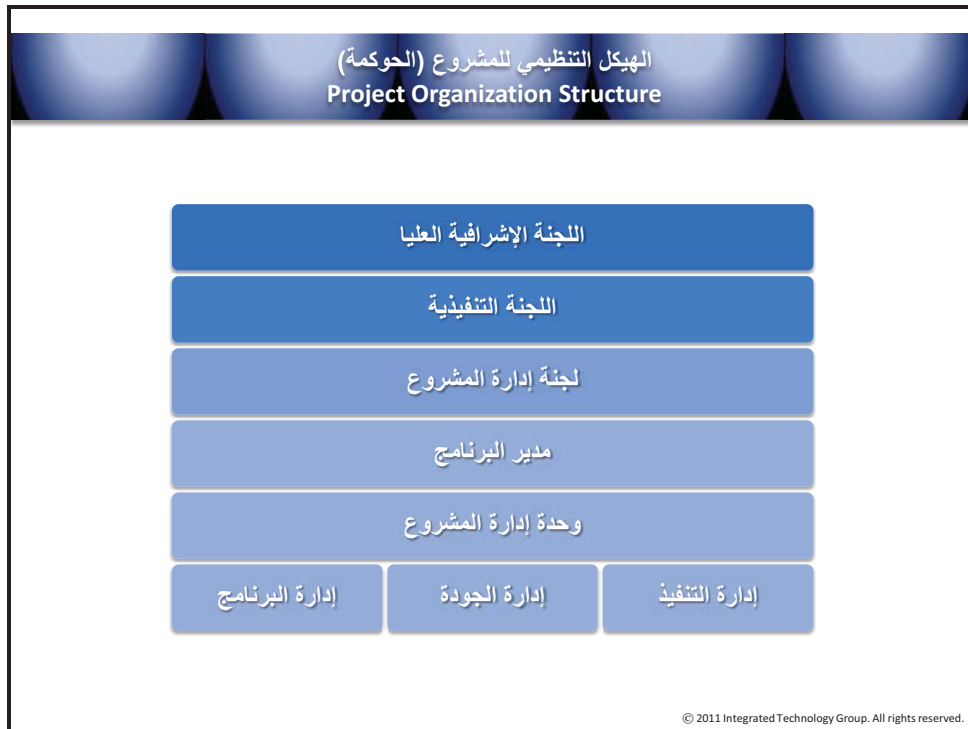 الهيكل التنظيمي للمشروع (الحوكمة)
Project Organization Structure
اللجنة الإشرافية العليا
اللجنة التنفيذية
لجنة إدارة المشروع
مدير البرنامج
وحدة إدارة المشروع
إدارة التنفيذ
إدارة الجودة
إدارة البرنامج
© 2011 Integrated Technology Group. All rights reserved.